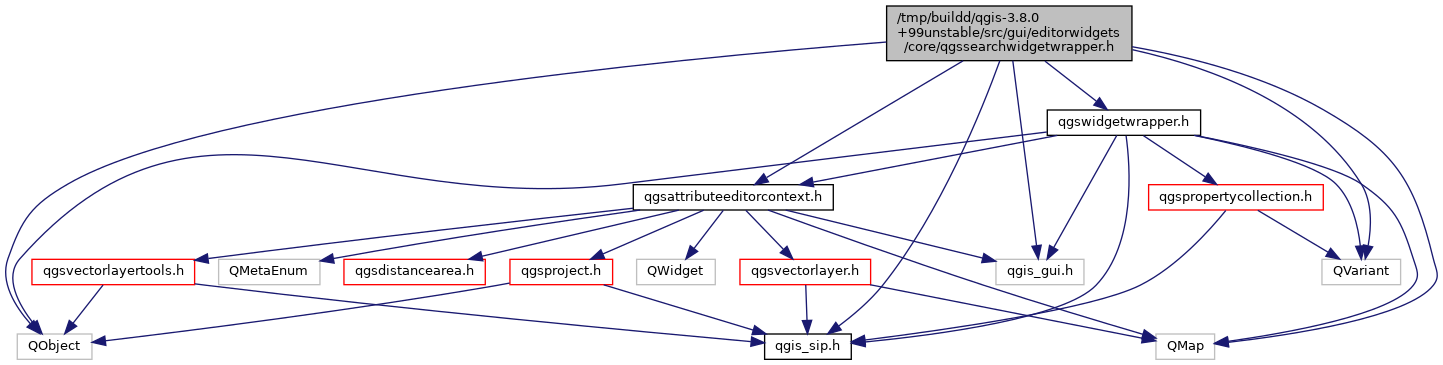 /tmp/buildd/qgis-3.8.0
+99unstable/src/gui/editorwidgets
/core/qgssearchwidgetwrapper.h
qgswidgetwrapper.h
qgsattributeeditorcontext.h
qgspropertycollection.h
qgsvectorlayertools.h
QMetaEnum
qgsdistancearea.h
qgsproject.h
QWidget
qgsvectorlayer.h
qgis_gui.h
QVariant
QObject
qgis_sip.h
QMap